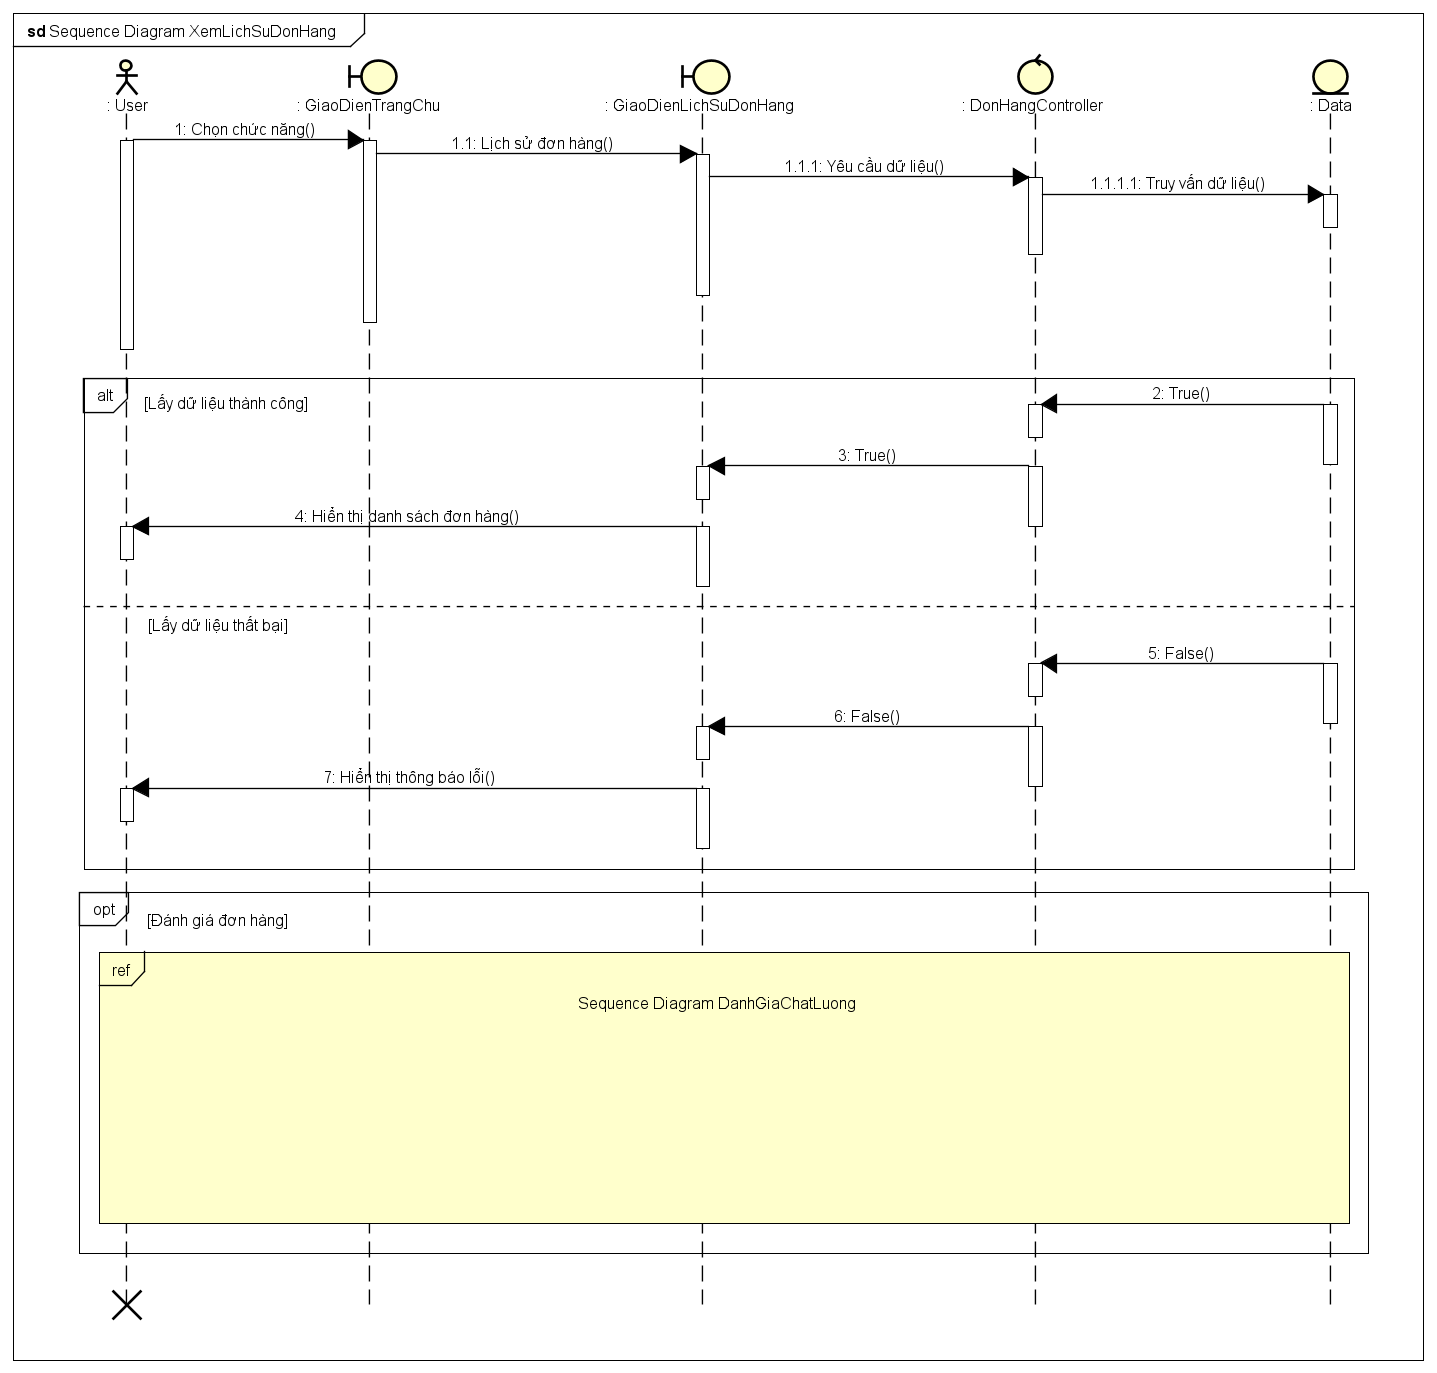 sd Sequence Diagram XemLichSuDonHang
: User
: GiaoDienTrangChu
: GiaoDienLichSuDonHang
: DonHangController
: Data
1: Chọn chức năng()
1.1: Lịch sử đơn hàng()
1.1.1: Yêu cầu dữ liệu()
1.1.1.1: Truy vấn dữ liệu()
alt
[Lấy dữ liệu thành công]
2: True()
3: True()
4: Hiển thị danh sách đơn hàng()
[Lấy dữ liệu thất bại]
5: False()
6: False()
7: Hiển thị thông báo lỗi()
opt
[Đánh giá đơn hàng]
ref
Sequence Diagram DanhGiaChatLuong